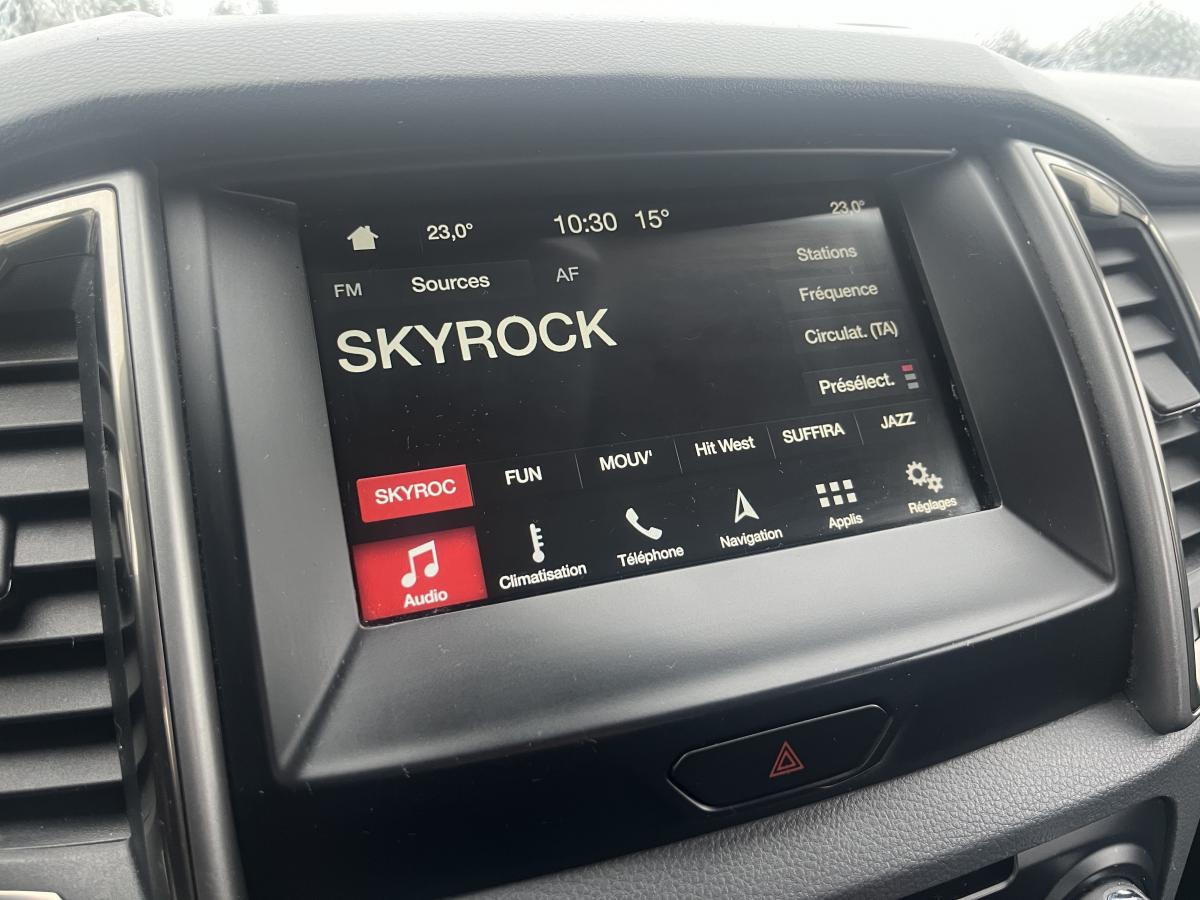 23,0° 10:30 15° 23,0°
FM Sources AF
Stations
SKYROCK
Fréquence
Circulat. (TA)
Présélect.
SKYROC FUN MOUV' Hit West SUFFIRA JAZZ
Audio Climatisation Téléphone Navigation Applis Réglages